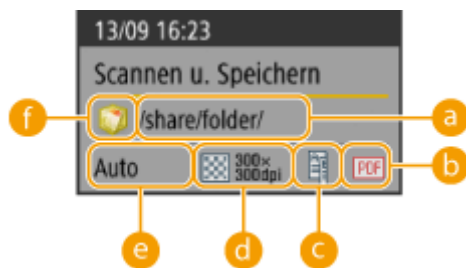 13/09 16:23
Scannen u. Speichern
f /share/folder/ a
Auto 300× 300dpi PDF b
e d c